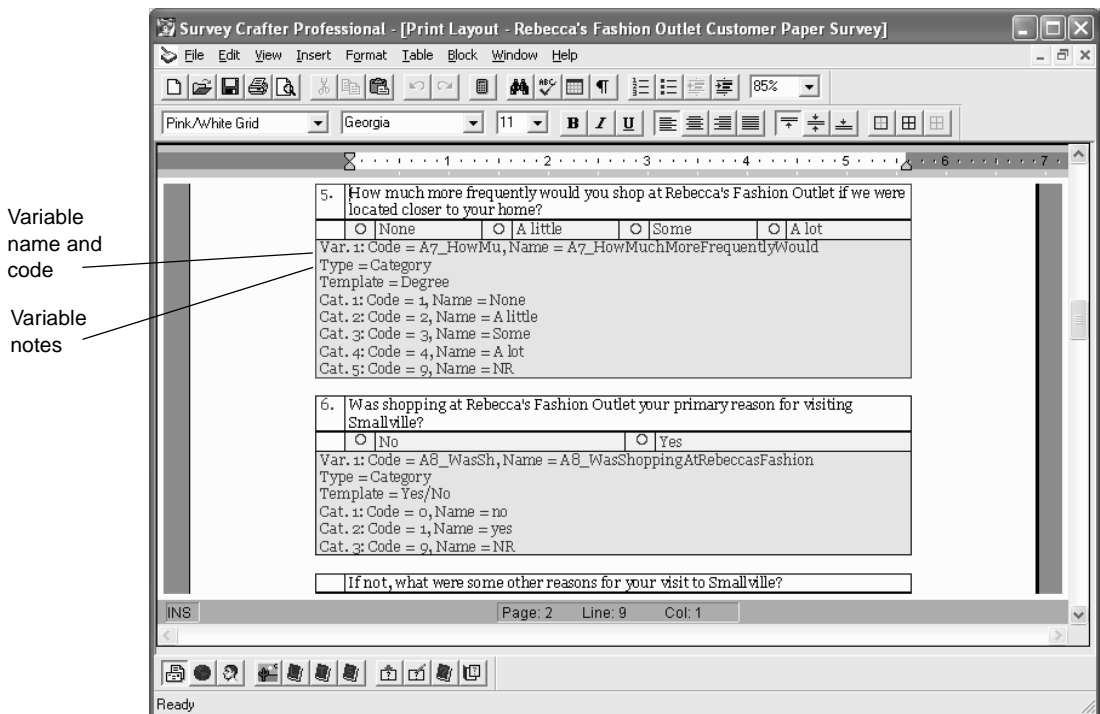 Survey Crafter Professional - [Print Layout - Rebecca's Fashion Outlet Customer Paper Survey]
File Edit View Insert Format Table Block Window Help
ABC 85%
Pink/White Grid Georgia 11 B I U
1 2 3 4 5 6 7
5. How much more frequently would you shop at Rebecca's Fashion Outlet if we were
located closer to your home?
None A little Some A lot
Var. 1: Code = A7_HowMu, Name = A7_HowMuchMoreFrequentlyWould
Type = Category
Template = Degree
Cat. 1: Code = 1, Name = None
Cat. 2: Code = 2, Name = A little
Cat. 3: Code = 3, Name = Some
Cat. 4: Code = 4, Name = A lot
Cat. 5: Code = 9, Name = NR
Variable
name and
code
Variable
notes
6. Was shopping at Rebecca's Fashion Outlet your primary reason for visiting
Smallville?
No Yes
Var. 1: Code = A8_WasSh, Name = A8_WasShoppingAtRebeccasFashion
Type = Category
Template = Yes/No
Cat. 1: Code = 0, Name = no
Cat. 2: Code = 1, Name = yes
Cat. 3: Code = 9, Name = NR
If not, what were some other reasons for your visit to Smallville?
INS Page: 2 Line: 9 Col: 1
Ready